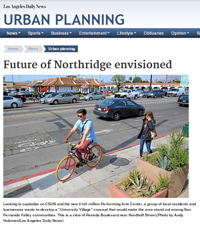 Los Angeles Daily News
URBAN PLANNING
News Sports Business Entertainment Lifestyle Obituaries Opinion S
Home News Urban planning
Future of Northridge envisioned
Looking to capitalize on CSUN and the new $125 million Performing Arts Center, a group of local residents and
businesses wants to develop a "University Village" concept that would make the area stand out among San
Fernando Valley communities. This is a view of Reseda Boulevard near Nordhoff Street. (Photo by Andy
Holzman/Los Angeles Daily News)